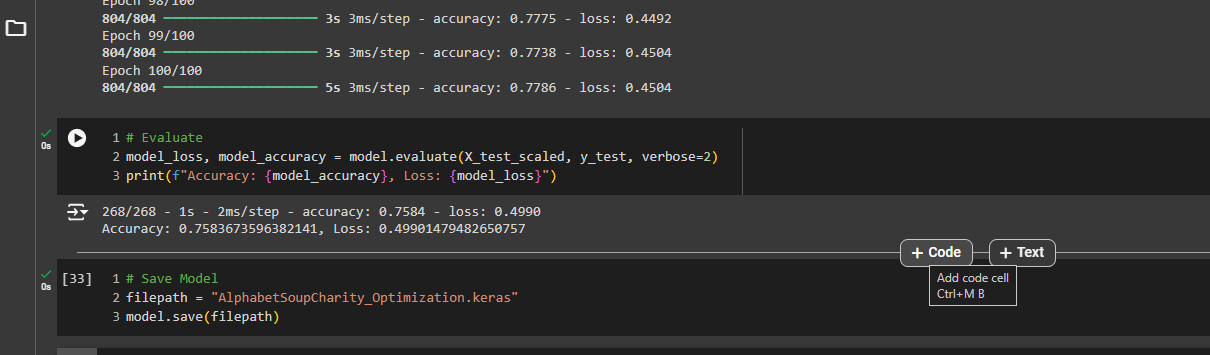 Epoch 98/100
804/804 ━━━━━━━━━━━━━━━━━━━━ 3s 3ms/step - accuracy: 0.7775 - loss: 0.4492
Epoch 99/100
804/804 ━━━━━━━━━━━━━━━━━━━━ 3s 3ms/step - accuracy: 0.7738 - loss: 0.4504
Epoch 100/100
804/804 ━━━━━━━━━━━━━━━━━━━━ 5s 3ms/step - accuracy: 0.7786 - loss: 0.4504
0s
1 # Evaluate
2 model_loss, model_accuracy = model.evaluate(X_test_scaled, y_test, verbose=2)
3 print(f"Accuracy: {model_accuracy}, Loss: {model_loss}")
268/268 - 1s - 2ms/step - accuracy: 0.7584 - loss: 0.4990
Accuracy: 0.7583673596382141, Loss: 0.49901479482650757
+ Code + Text
Add code cell
Ctrl+M B
0s
[33] 1 # Save Model
2 filepath = "AlphabetSoupCharity_Optimization.keras"
3 model.save(filepath)